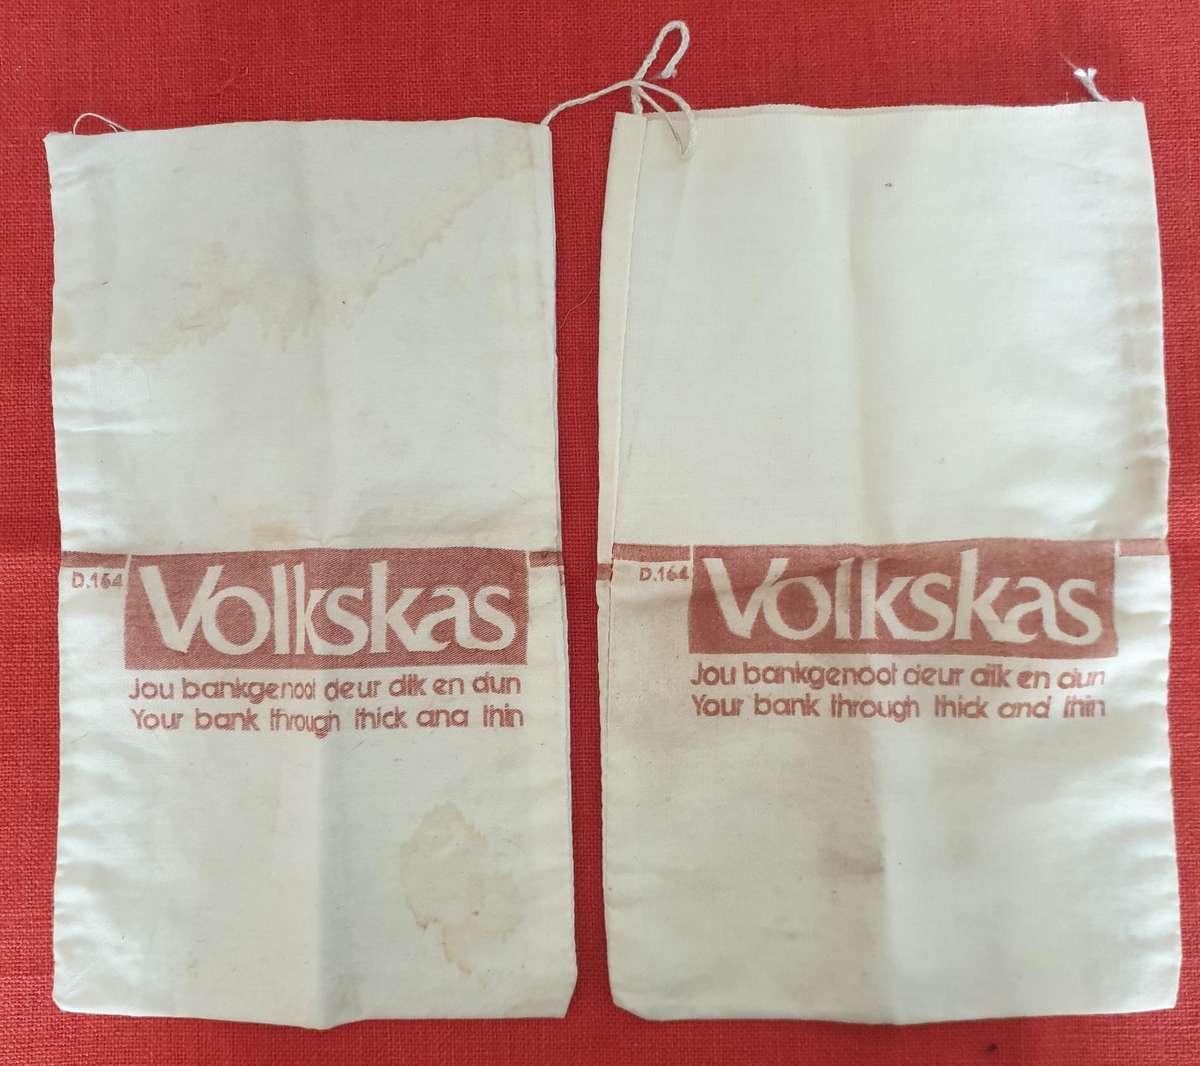 D.164
Volkskas
Jou bankgenoot deur dik en dun
Your bank through thick and thin
D.164
Volkskas
Jou bankgenoot deur dik en dun
Your bank through thick and thin